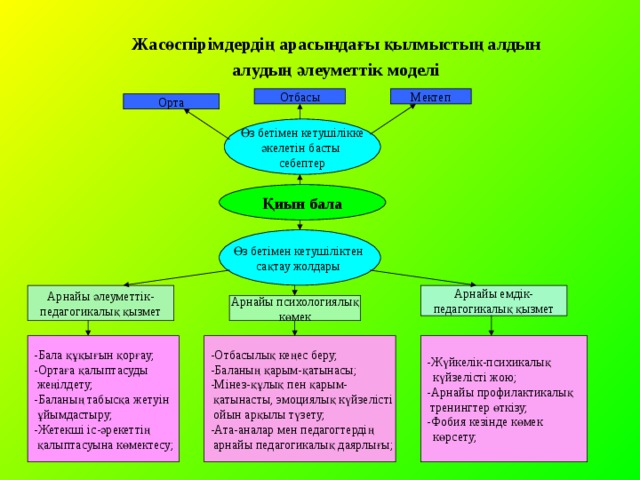 Жасөспірімдердің арасындағы қылмыстың алдын
алудың әлеуметтік моделі
Орта
Отбасы
Мектеп
Өз бетімен кетушілікке
әкелетін басты
себептер
Қиын бала
Өз бетімен кетушіліктен
сақтау жолдары
Арнайы әлеуметтік-
педагогикалық қызмет
Арнайы психологиялық
көмек
Арнайы емдік-
педагогикалық қызмет
-Бала құқығын қорғау;
-Ортаға қалыптасуды
жеңілдету;
-Баланың табысқа жетуін
ұйымдастыру;
-Жетекші іс-әрекеттің
қалыптасуына көмектесу;
-Отбасылық кеңес беру;
-Баланың қарым-қатынасы;
-Мінез-құлық пен қарым-
қатынасты, эмоциялық күйзелісті
ойын арқылы түзету;
-Ата-аналар мен педагогтердің
арнайы педагогикалық даярлығы;
-Жүйкелік-психикалық
күйзелісті жою;
-Арнайы профилактикалық
тренингтер өткізу;
-Фобия кезінде көмек
көрсету;